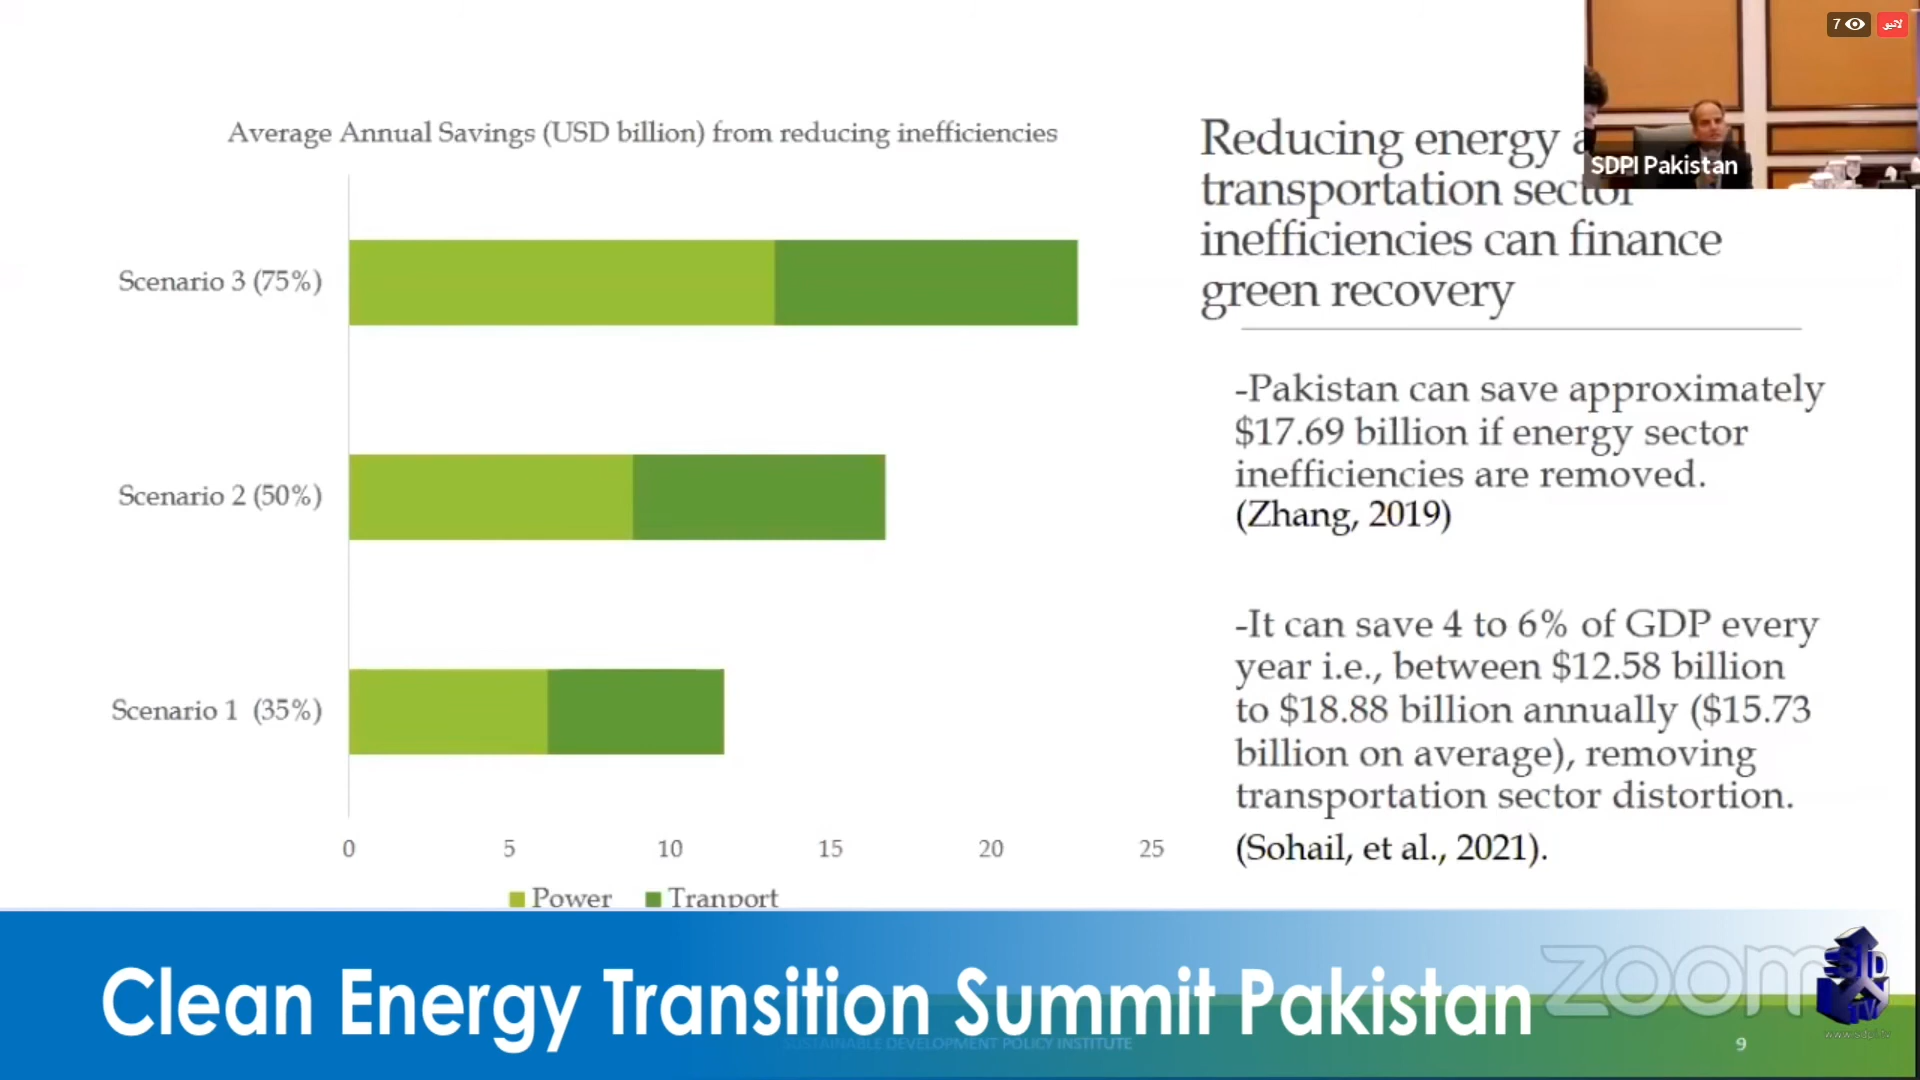 7
لائیو
Average Annual Savings (USD billion) from reducing inefficiencies
Scenario 3 (75%)
Scenario 2 (50%)
Scenario 1 (35%)
0 5 10 15 20 25
Power Tranport
Reducing energy
transportation sector
inefficiencies can finance
green recovery
SDPI Pakistan
-Pakistan can save approximately
$17.69 billion if energy sector
inefficiencies are removed.
(Zhang, 2019)
-It can save 4 to 6% of GDP every
year i.e., between $12.58 billion
to $18.88 billion annually ($15.73
billion on average), removing
transportation sector distortion.
(Sohail, et al., 2021).
Clean Energy Transition Summit Pakistan
zoom
SUSTAINABLE DEVELOPMENT POLICY INSTITUTE
9
TV
www.sdpi.tv